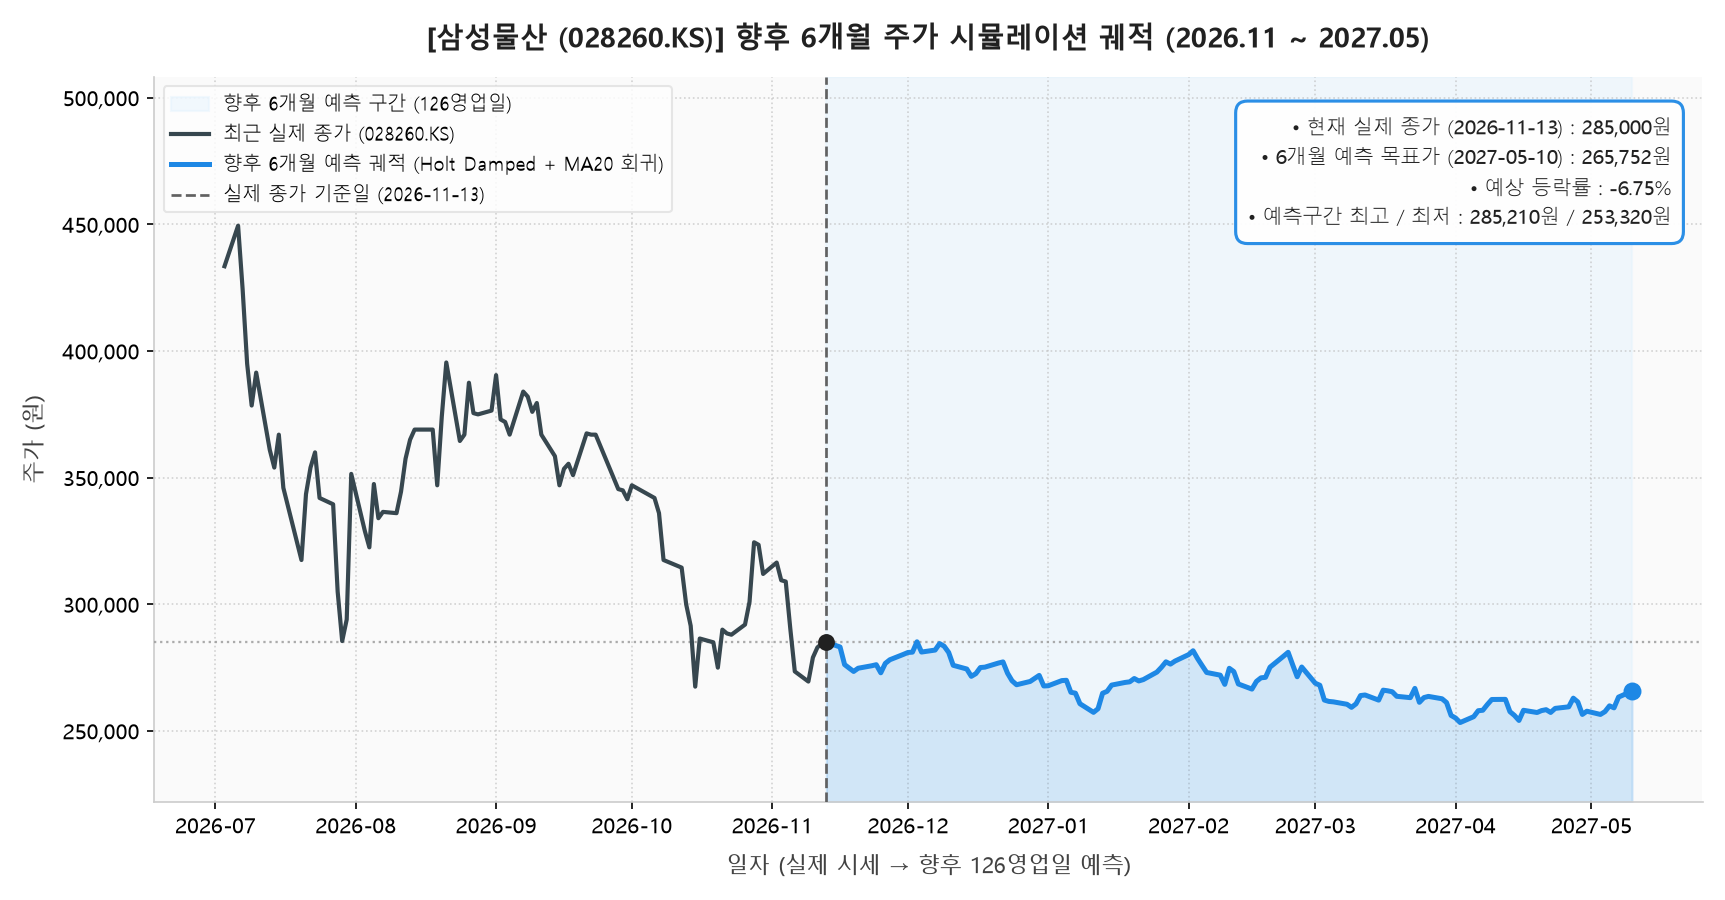 [삼성물산 (028260.KS)] 향후 6개월 주가 시뮬레이션 궤적 (2026.11 ~ 2027.05)
향후 6개월 예측 구간 (126영업일)
최근 실제 종가 (028260.KS)
향후 6개월 예측 궤적 (Holt Damped + MA20 회귀)
실제 종가 기준일 (2026-11-13)
• 현재 실제 종가 (2026-11-13) : 285,000원
• 6개월 예측 목표가 (2027-05-10) : 265,752원
• 예상 등락률 : -6.75%
• 예측구간 최고 / 최저 : 285,210원 / 253,320원
주가 (원)
500,000
450,000
400,000
350,000
300,000
250,000
2026-07
2026-08
2026-09
2026-10
2026-11
2026-12
2027-01
2027-02
2027-03
2027-04
2027-05
일자 (실제 시세 → 향후 126영업일 예측)